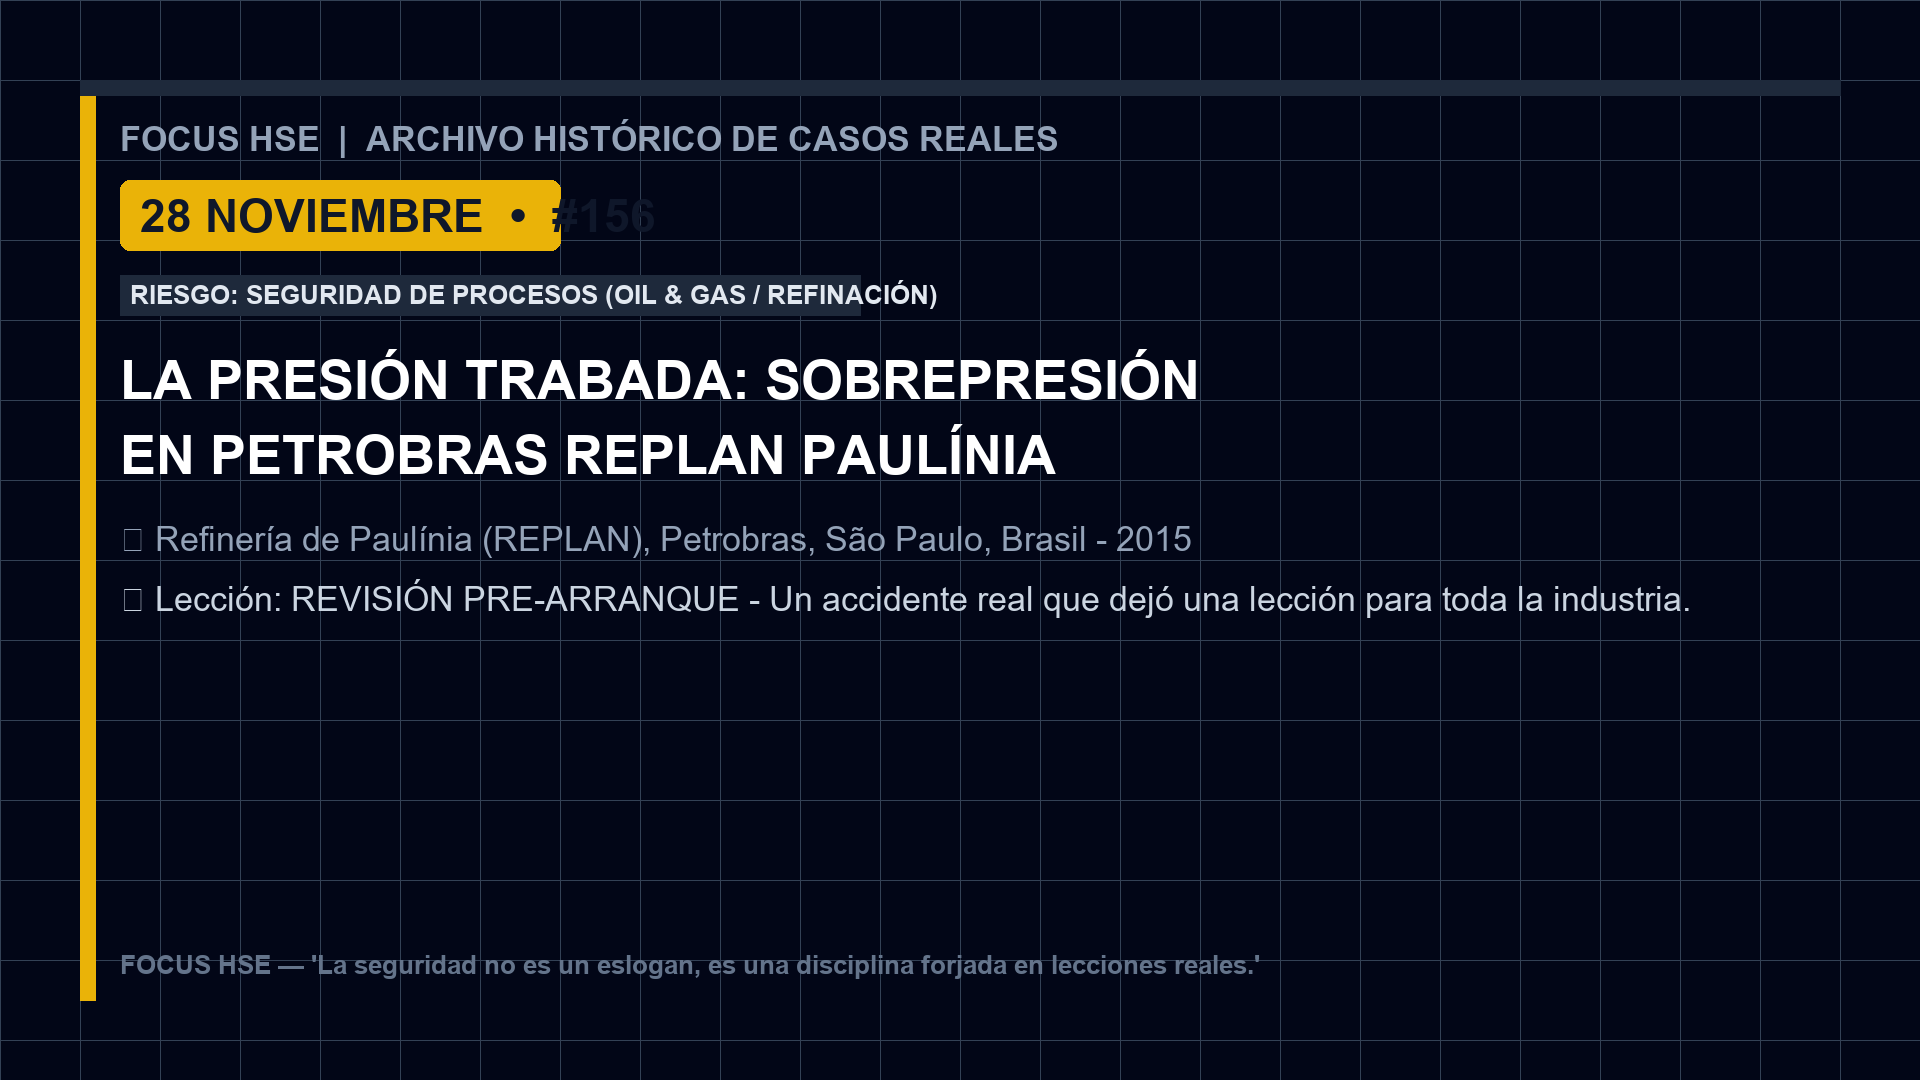 FOCUS HSE | ARCHIVO HISTÓRICO DE CASOS REALES
28 NOVIEMBRE • #156
RIESGO: SEGURIDAD DE PROCESOS (OIL & GAS / REFINACIÓN)
LA PRESIÓN TRABADA: SOBREPRESIÓN
EN PETROBRAS REPLAN PAULÍNIA
Refinería de Paulínia (REPLAN), Petrobras, São Paulo, Brasil - 2015
Lección: REVISIÓN PRE-ARRANQUE - Un accidente real que dejó una lección para toda la industria.
FOCUS HSE — 'La seguridad no es un eslogan, es una disciplina forjada en lecciones reales.'